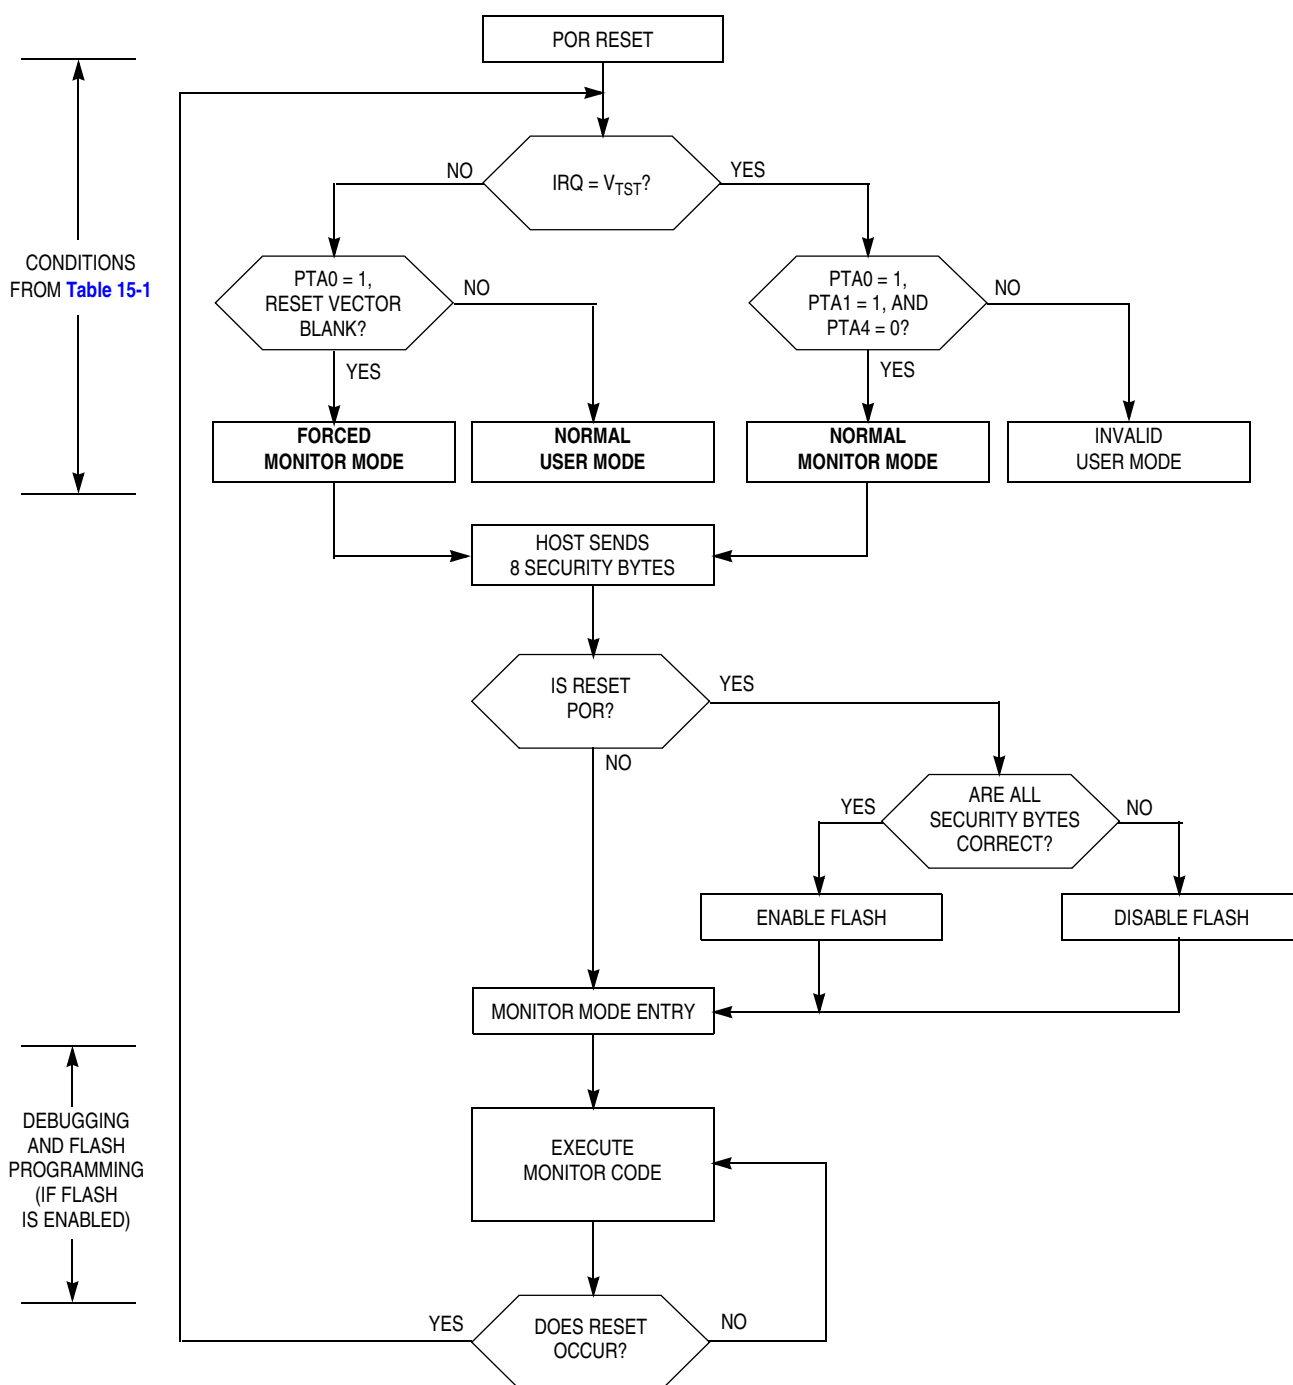 POR RESET
NO
IRQ = VTST?
YES
CONDITIONS
FROM Table 15-1
PTA0 = 1,
RESET VECTOR
BLANK?
NO
YES
PTA0 = 1,
PTA1 = 1, AND
PTA4 = 0?
NO
YES
FORCED
MONITOR MODE
NORMAL
USER MODE
NORMAL
MONITOR MODE
INVALID
USER MODE
HOST SENDS
8 SECURITY BYTES
IS RESET
POR?
YES
NO
ARE ALL
SECURITY BYTES
CORRECT?
YES
NO
ENABLE FLASH
DISABLE FLASH
MONITOR MODE ENTRY
DEBUGGING
AND FLASH
PROGRAMMING
(IF FLASH
IS ENABLED)
EXECUTE
MONITOR CODE
YES
DOES RESET
OCCUR?
NO